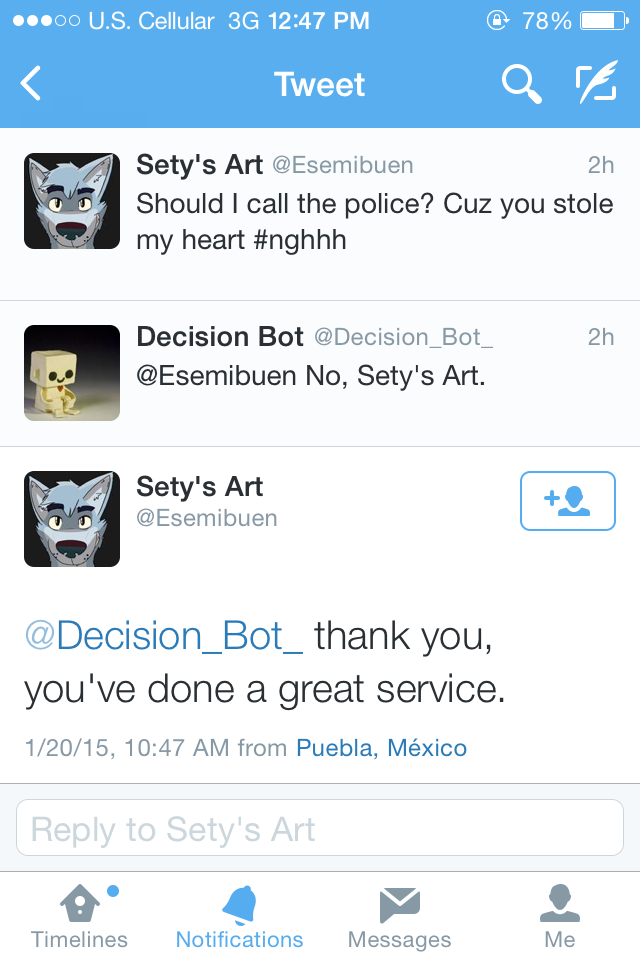 U.S. Cellular 3G 12:47 PM 78%
Tweet
Sety's Art @Esemibuen 2h
Should I call the police? Cuz you stole
my heart #nghhh
Decision Bot @Decision_Bot_ 2h
@Esemibuen No, Sety's Art.
Sety's Art
@Esemibuen
@Decision_Bot_ thank you,
you've done a great service.
1/20/15, 10:47 AM from Puebla, México
Reply to Sety's Art
Timelines Notifications Messages Me